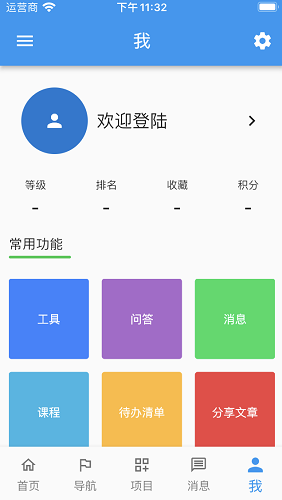 运营商 下午11:32
我
欢迎登陆
等级 排名 收藏 积分
- - - -
常用功能
工具 问答 消息
课程 待办清单 分享文章
首页 导航 项目 消息 我